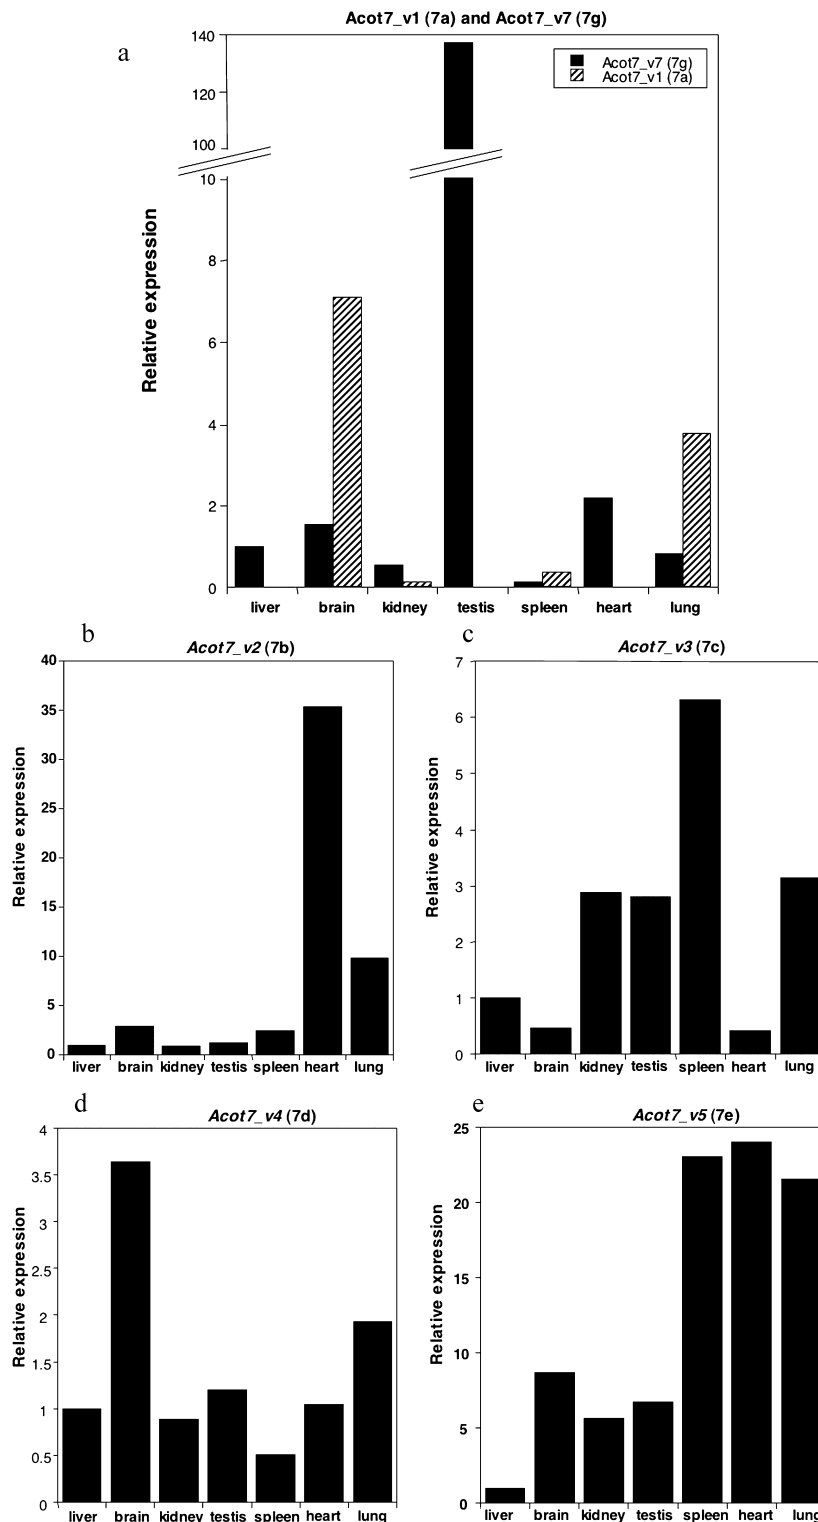 Acot7_v1 (7a) and Acot7_v7 (7g)
a
140
120
100
10
8
6
4
2
0
Relative expression
Acot7_v7 (7g)
Acot7_v1 (7a)
liver brain kidney testis spleen heart lung
b
Acot7_v2 (7b)
40
35
30
25
20
15
10
5
0
Relative expression
liver brain kidney testis spleen heart lung
c
Acot7_v3 (7c)
7
6
5
4
3
2
1
0
Relative expression
liver brain kidney testis spleen heart lung
d
Acot7_v4 (7d)
4
3.5
3
2.5
2
1.5
1
0.5
0
Relative expression
liver brain kidney testis spleen heart lung
e
Acot7_v5 (7e)
25
20
15
10
5
0
Relative expression
liver brain kidney testis spleen heart lung